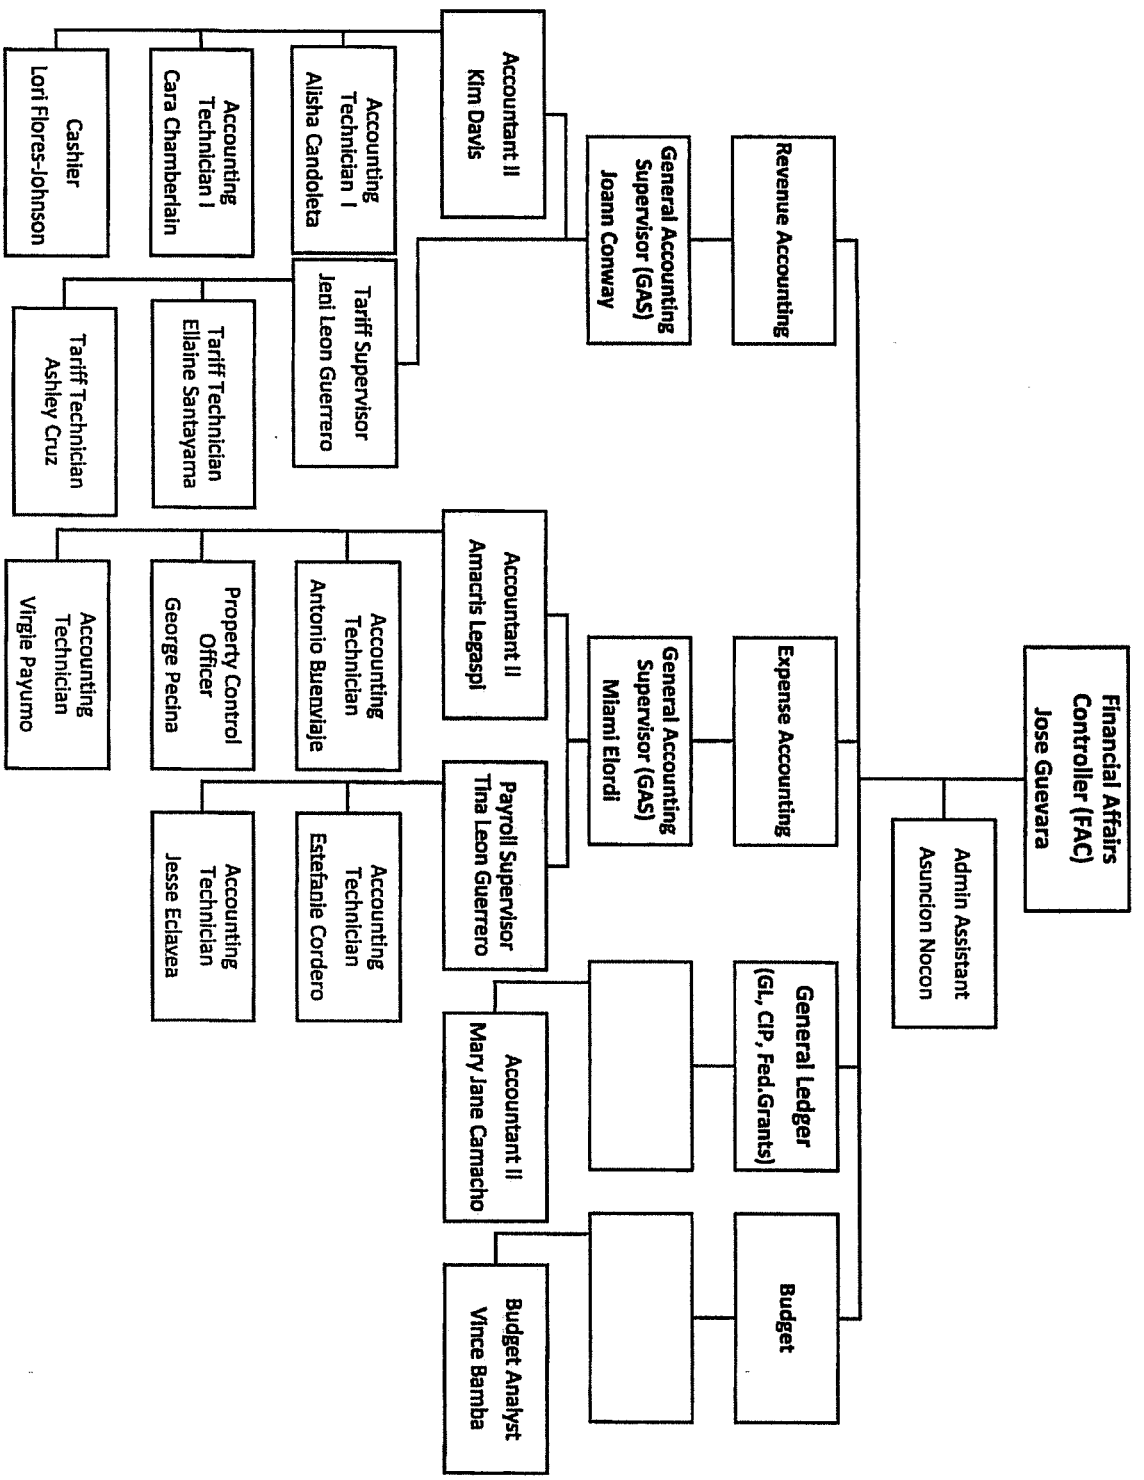 Financial Affairs
Controller (FAC)
Jose Guevara
Admin Assistant
Asuncion Nocon
Revenue Accounting
Expense Accounting
General Ledger
(GL, CIP, Fed.Grants)
Budget
General Accounting
Supervisor (GAS)
Joann Conway
General Accounting
Supervisor (GAS)
Miami Elordi
Accountant II
Kim Davis
Accountant II
Amacris Legaspi
Payroll Supervisor
Tina Leon Guerrero
Accountant II
Mary Jane Camacho
Budget Analyst
Vince Bamba
Accounting
Technician I
Alisha Candoleta
Tariff Supervisor
Jeni Leon Guerrero
Accounting
Technician
Antonio Buenviaje
Accounting
Technician
Estefanie Cordero
Accounting
Technician I
Cara Chamberlain
Tariff Technician
Ellaine Santayama
Property Control
Officer
George Pecina
Accounting
Technician
Jesse Eclavea
Cashier
Lori Flores-Johnson
Tariff Technician
Ashley Cruz
Accounting
Technician
Virgie Payumo